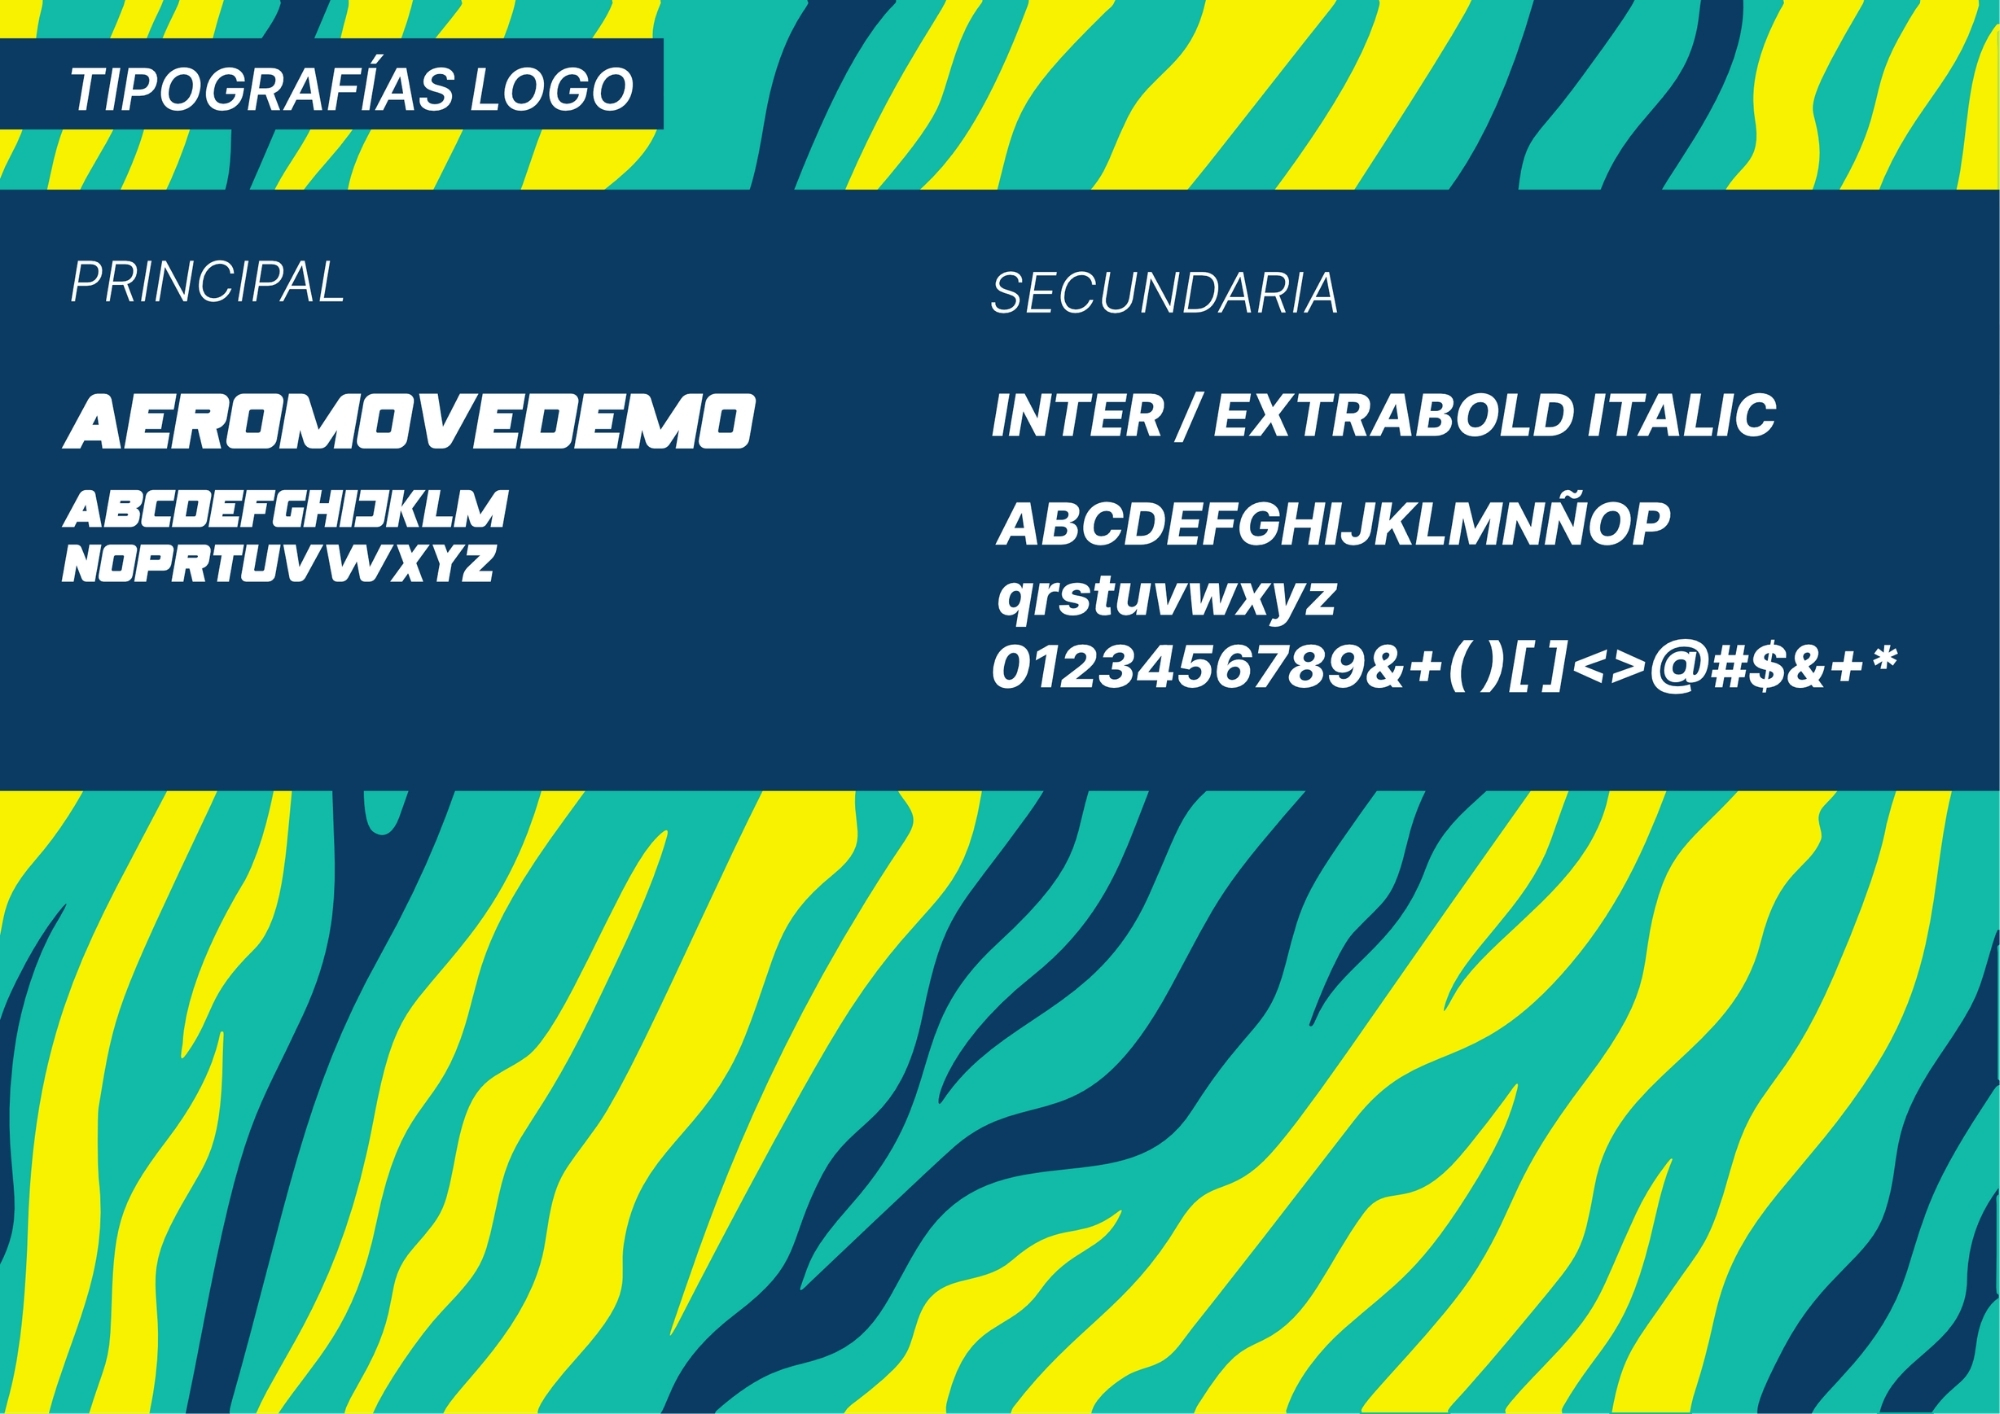 TIPOGRAFÍAS LOGO
PRINCIPAL
AEROMOVEDEMO
ABCDEFGHIJKLM
NOPRTUVWXYZ
SECUNDARIA
INTER / EXTRABOLD ITALIC
ABCDEFGHIJKLMNÑOP
qrstuvwxyz
0123456789&+( )[ ]<>@#$&+*